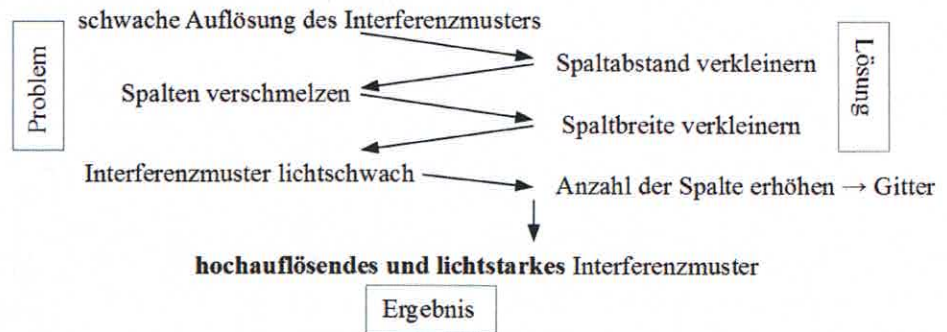 schwache Auflösung des Interferenzmusters
Problem
Lösung
Spaltabstand verkleinern
Spalten verschmelzen
Spaltbreite verkleinern
Interferenzmuster lichtschwach
Anzahl der Spalte erhöhen → Gitter
hochauflösendes und lichtstarkes Interferenzmuster
Ergebnis